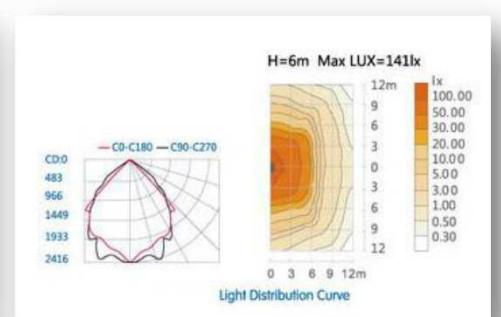 H=6m Max LUX=141lx
C0-C180
C90-C270
CD:0
483
966
1449
1933
2416
12m
9
6
3
0
3
6
9
12
0 3 6 9 12m
lx
100.00
50.00
30.00
20.00
10.00
5.00
3.00
1.00
0.50
0.30
Light Distribution Curve